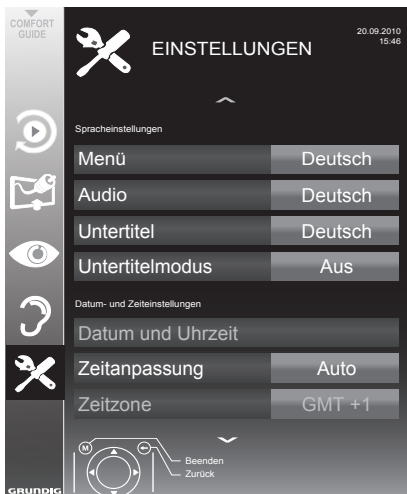 COMFORT
GUIDE
EINSTELLUNGEN
20.09.2010
15:46
Spracheinstellungen
Menü Deutsch
Audio Deutsch
Untertitel Deutsch
Untertitelmodus Aus
Datum- und Zeiteinstellungen
Datum und Uhrzeit
Zeitanpassung Auto
Zeitzone GMT +1
M
Beenden
Zurück
GRUNDIG